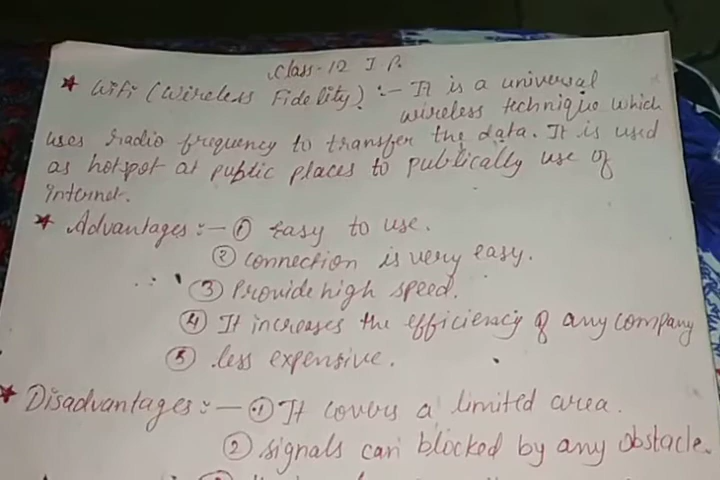 Class-12 I.P.
* Wifi (Wireless Fidelity) :- It is a universal
wireless technique which
uses radio frequency to transfer the data. It is used
as hotspot at public places to publically use of
internet.
* Advantages :- ① Easy to use.
② Connection is very easy.
③ Provide high speed.
④ It increases the efficiency of any company
⑤ less expensive.
* Disadvantages :- ① It covers a limited area.
② signals can blocked by any obstacle.